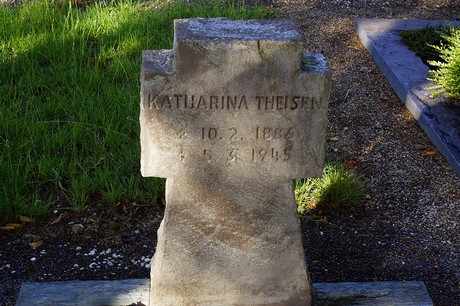 KATHARINA THEISEN
* 10. 2. 1886
+ 5. 3. 1945